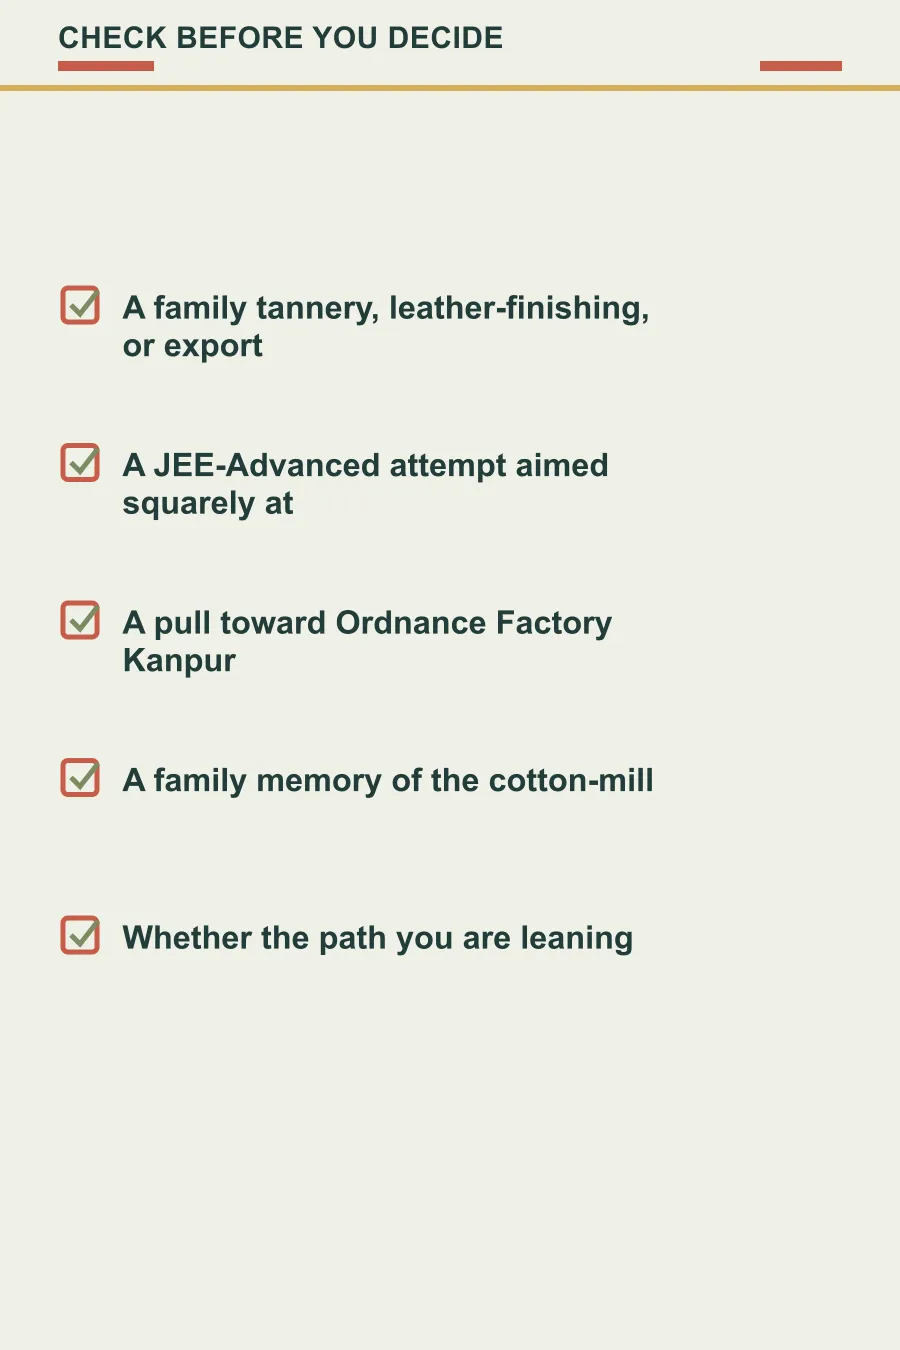 CHECK BEFORE YOU DECIDE
A family tannery, leather-finishing,
or export
A JEE-Advanced attempt aimed
squarely at
A pull toward Ordnance Factory
Kanpur
A family memory of the cotton-mill
Whether the path you are leaning